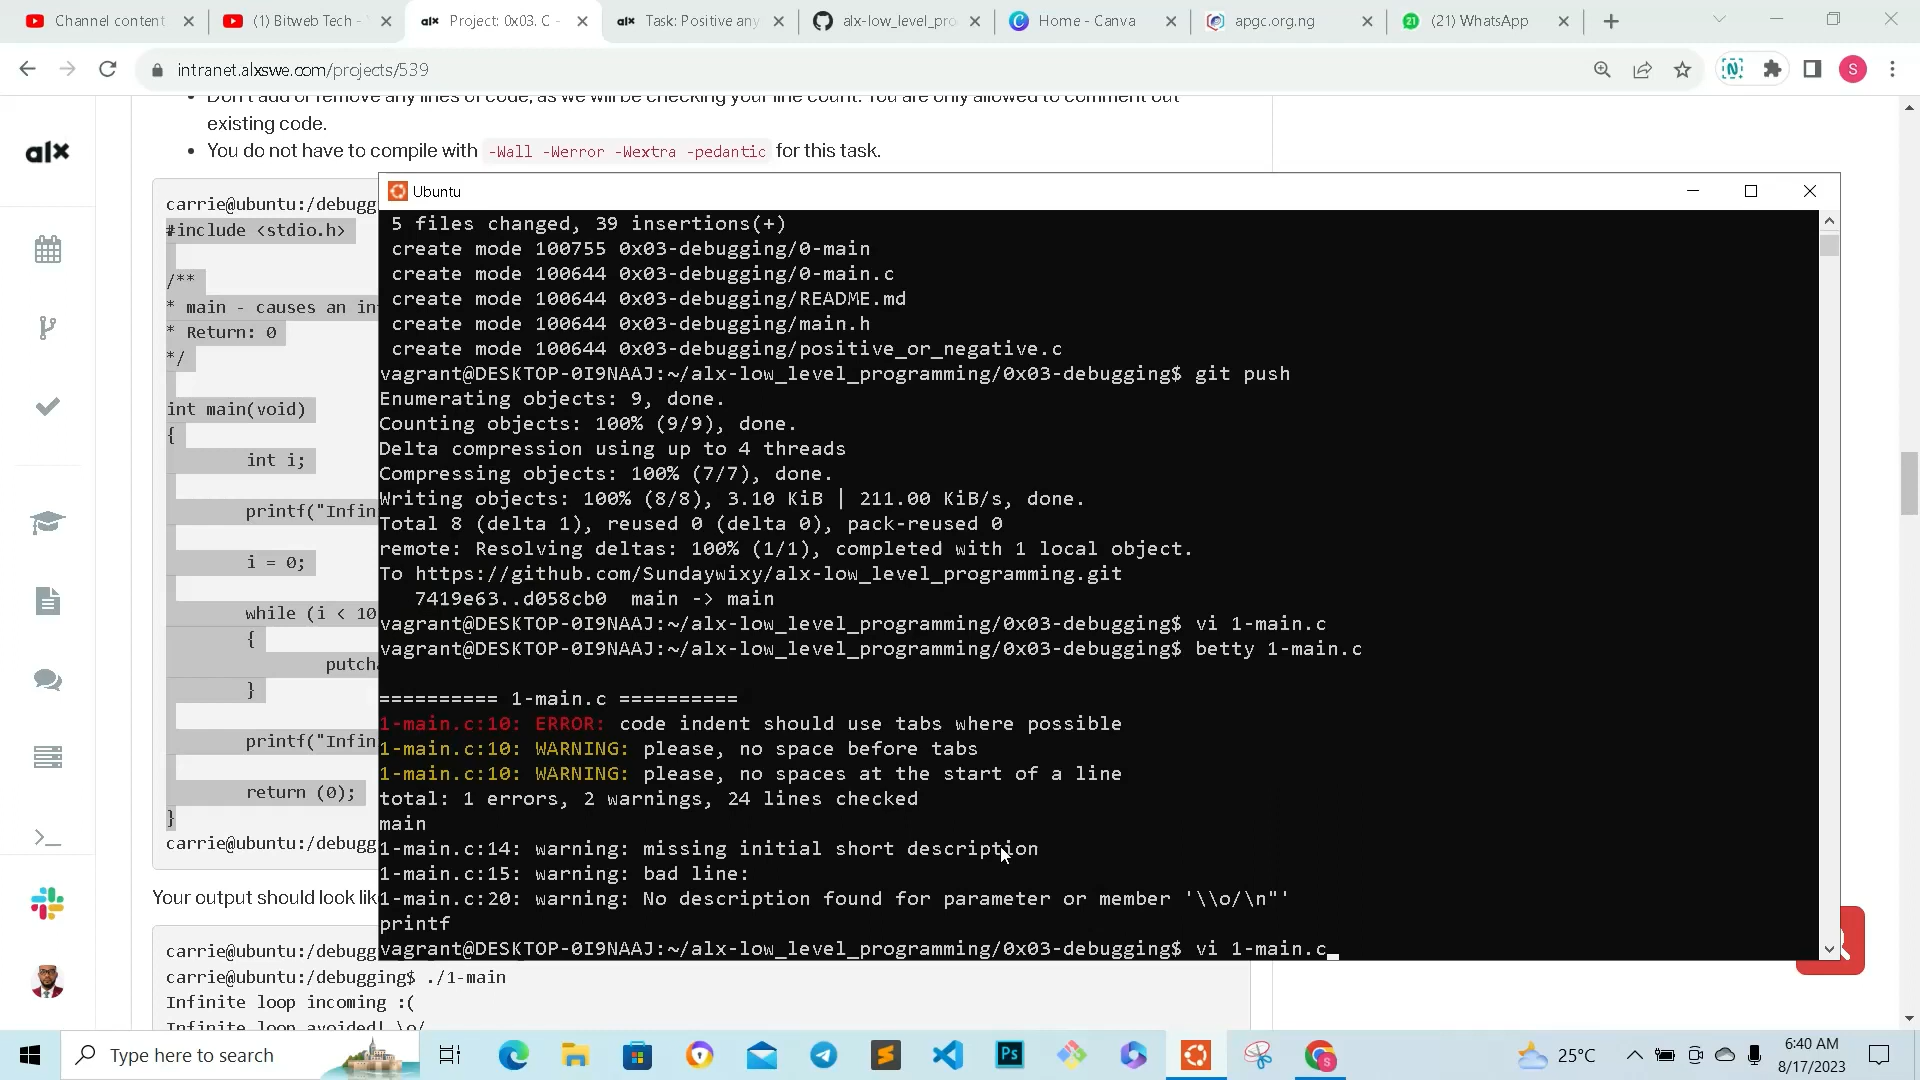 Channel content
(1) Bitweb Tech -
alx Project: 0x03. C -
alx Task: Positive any
alx-low_level_pro
Home - Canva
apgc.org.ng
21 (21) WhatsApp
intranet.alxswe.com/projects/539
S
alx
existing code.
You do not have to compile with -Wall -Werror -Wextra -pedantic for this task.
carrie@ubuntu:/debugg
#include <stdio.h>
/**
* main - causes an in
* Return: 0
*/
int main(void)
{
int i;
printf("Infin
i = 0;
while (i < 10
{
putcha
}
printf("Infin
return (0);
}
carrie@ubuntu:/debugg
Your output should look lik
carrie@ubuntu:/debugg
carrie@ubuntu:/debugging$ ./1-main
Infinite loop incoming :(
Infinite loop avoided! \o/
Ubuntu
5 files changed, 39 insertions(+)
create mode 100755 0x03-debugging/0-main
create mode 100644 0x03-debugging/0-main.c
create mode 100644 0x03-debugging/README.md
create mode 100644 0x03-debugging/main.h
create mode 100644 0x03-debugging/positive_or_negative.c
vagrant@DESKTOP-0I9NAAJ:~/alx-low_level_programming/0x03-debugging$ git push
Enumerating objects: 9, done.
Counting objects: 100% (9/9), done.
Delta compression using up to 4 threads
Compressing objects: 100% (7/7), done.
Writing objects: 100% (8/8), 3.10 KiB | 211.00 KiB/s, done.
Total 8 (delta 1), reused 0 (delta 0), pack-reused 0
remote: Resolving deltas: 100% (1/1), completed with 1 local object.
To https://github.com/Sundaywixy/alx-low_level_programming.git
7419e63..d058cb0 main -> main
vagrant@DESKTOP-0I9NAAJ:~/alx-low_level_programming/0x03-debugging$ vi 1-main.c
vagrant@DESKTOP-0I9NAAJ:~/alx-low_level_programming/0x03-debugging$ betty 1-main.c
========== 1-main.c ==========
1-main.c:10: ERROR: code indent should use tabs where possible
1-main.c:10: WARNING: please, no space before tabs
1-main.c:10: WARNING: please, no spaces at the start of a line
total: 1 errors, 2 warnings, 24 lines checked
main
1-main.c:14: warning: missing initial short description
1-main.c:15: warning: bad line:
1-main.c:20: warning: No description found for parameter or member '\\o/\n"'
printf
vagrant@DESKTOP-0I9NAAJ:~/alx-low_level_programming/0x03-debugging$ vi 1-main.c
Type here to search
Ps
25°C
6:40 AM
8/17/2023